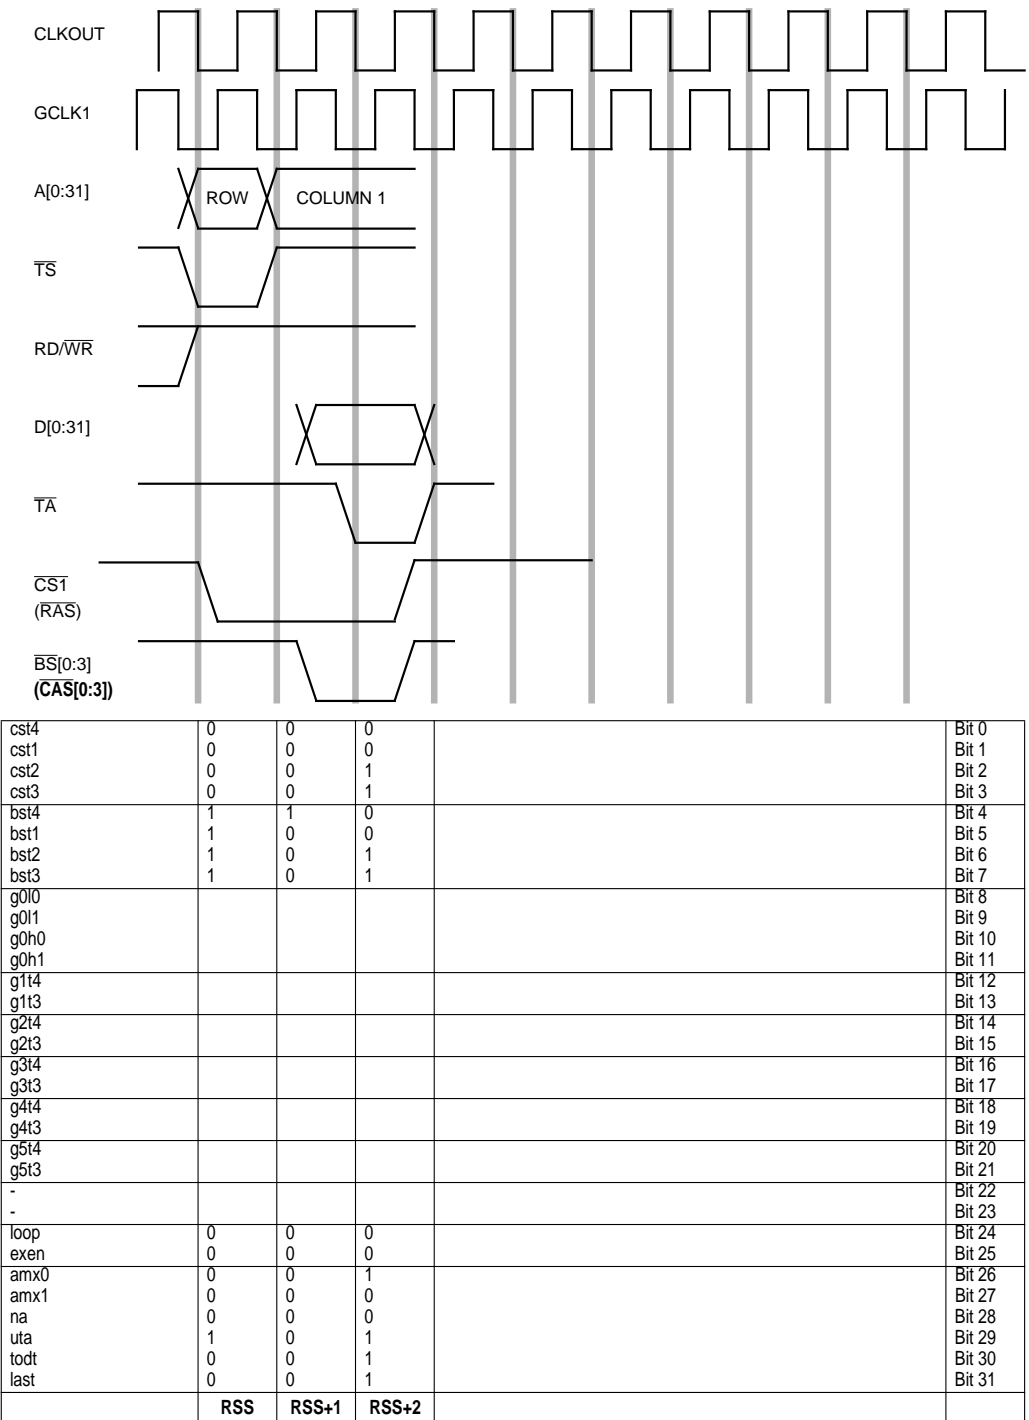 CLKOUT
GCLK1
A[0:31] ROW COLUMN 1
TS
RD/WR
D[0:31]
TA
CS1
(RAS)
BS[0:3]
(CAS[0:3])
cst4 0 0 0 Bit 0
cst1 0 0 0 Bit 1
cst2 0 0 1 Bit 2
cst3 0 0 1 Bit 3
bst4 1 1 0 Bit 4
bst1 1 0 0 Bit 5
bst2 1 0 1 Bit 6
bst3 1 0 1 Bit 7
g0l0 Bit 8
g0l1 Bit 9
g0h0 Bit 10
g0h1 Bit 11
g1t4 Bit 12
g1t3 Bit 13
g2t4 Bit 14
g2t3 Bit 15
g3t4 Bit 16
g3t3 Bit 17
g4t4 Bit 18
g4t3 Bit 19
g5t4 Bit 20
g5t3 Bit 21
- Bit 22
- Bit 23
loop 0 0 0 Bit 24
exen 0 0 0 Bit 25
amx0 0 0 1 Bit 26
amx1 0 0 0 Bit 27
na 0 0 0 Bit 28
uta 1 0 1 Bit 29
todt 0 0 1 Bit 30
last 0 0 1 Bit 31
RSS RSS+1 RSS+2